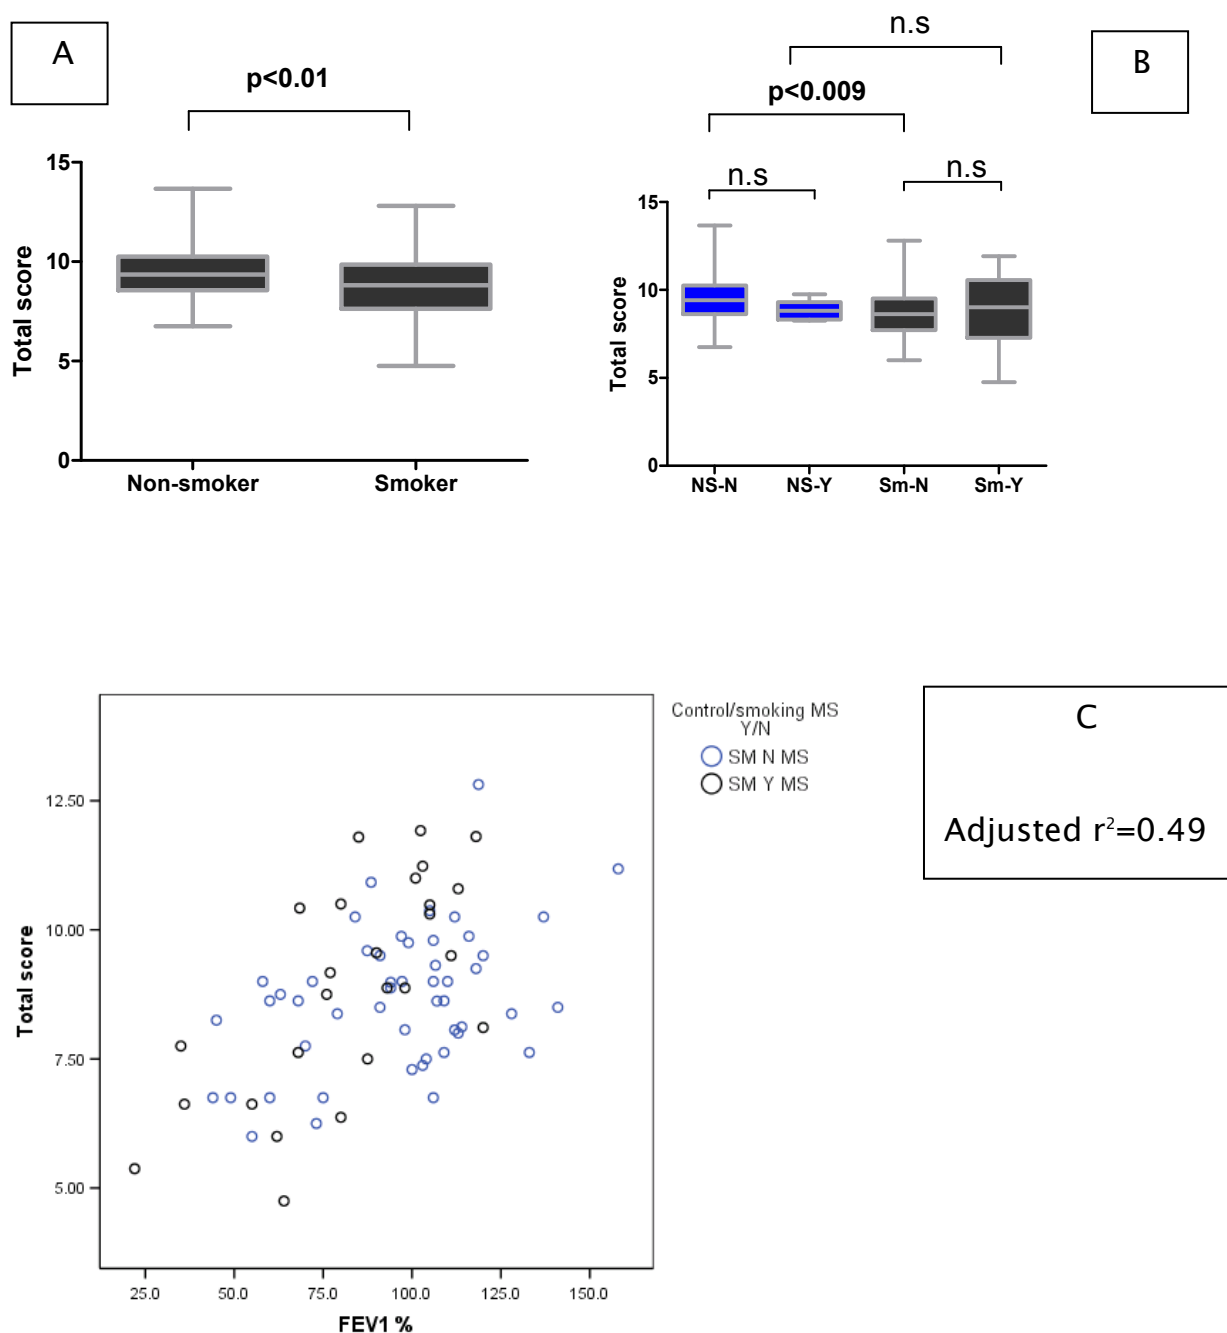 A
p<0.01
15
10
5
0
Total score
Non-smoker
Smoker
n.s
B
p<0.009
n.s
n.s
15
10
5
0
Total score
NS-N
NS-Y
Sm-N
Sm-Y
Control/smoking MS
Y/N
SM N MS
SM Y MS
C
Adjusted r²=0.49
12.50
10.00
7.50
5.00
Total score
25.0
50.0
75.0
100.0
125.0
150.0
FEV1 %